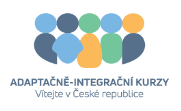 ADAPTAČNĚ-INTEGRAČNÍ KURZY
Vítejte v České republice